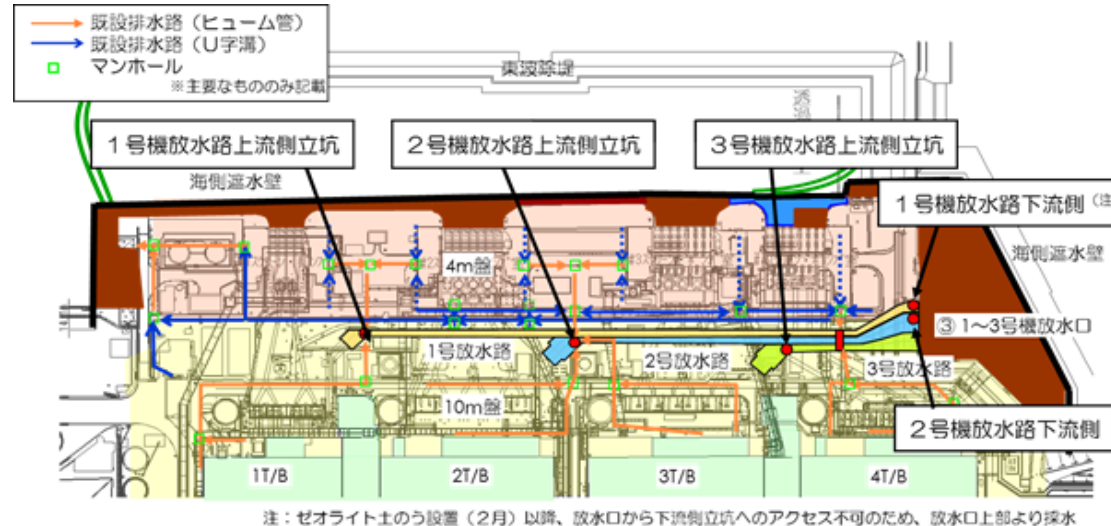 既設排水路（ヒューム管）
既設排水路（U字溝）
マンホール
※主要なもののみ記載
東波除堤
1号機放水路上流側立坑
2号機放水路上流側立坑
3号機放水路上流側立坑
海側遮水壁
1号機放水路下流側（注
海側遮水壁
4m盤
③ 1～3号機放水口
1号放水路
2号放水路
3号放水路
10m盤
2号機放水路下流側
1T/B
2T/B
3T/B
4T/B
注：ゼオライト土のう設置（2月）以降、放水口から下流側立坑へのアクセス不可のため、放水口上部より採水